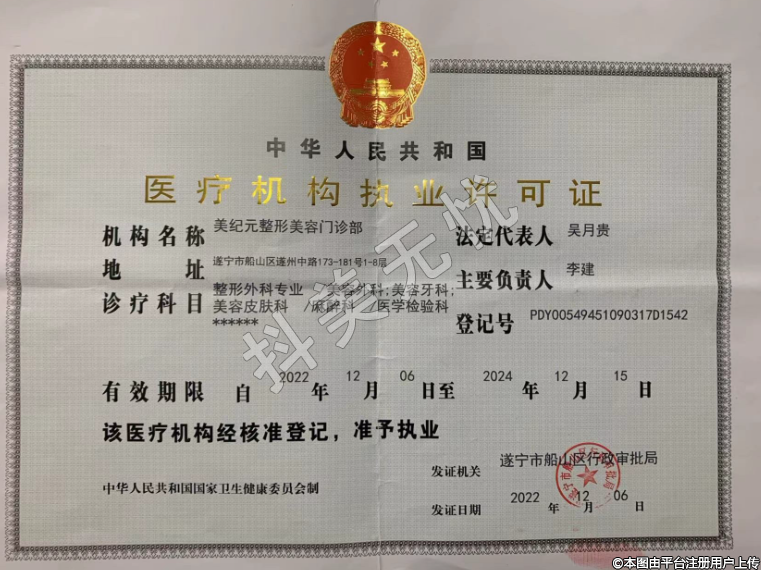 中华人民共和国
医疗机构执业许可证
机构名称 美纪元整形美容门诊部
法定代表人 吴月贵
地址 遂宁市船山区遂州中路173-181号1-8层
主要负责人 李建
诊疗科目 整形外科专业 /美容外科;美容牙科;
美容皮肤科 /麻醉科 /医学检验科
******
登记号 PDY00549451090317D1542
有效期限 自 2022 年 12 月 06 日至 2024 年 12 月 15 日
该医疗机构经核准登记，准予执业
发证机关 遂宁市船山区行政审批局
中华人民共和国国家卫生健康委员会制
发证日期 2022 年 12 月 06 日
抖美无忧
©本图由平台注册用户上传